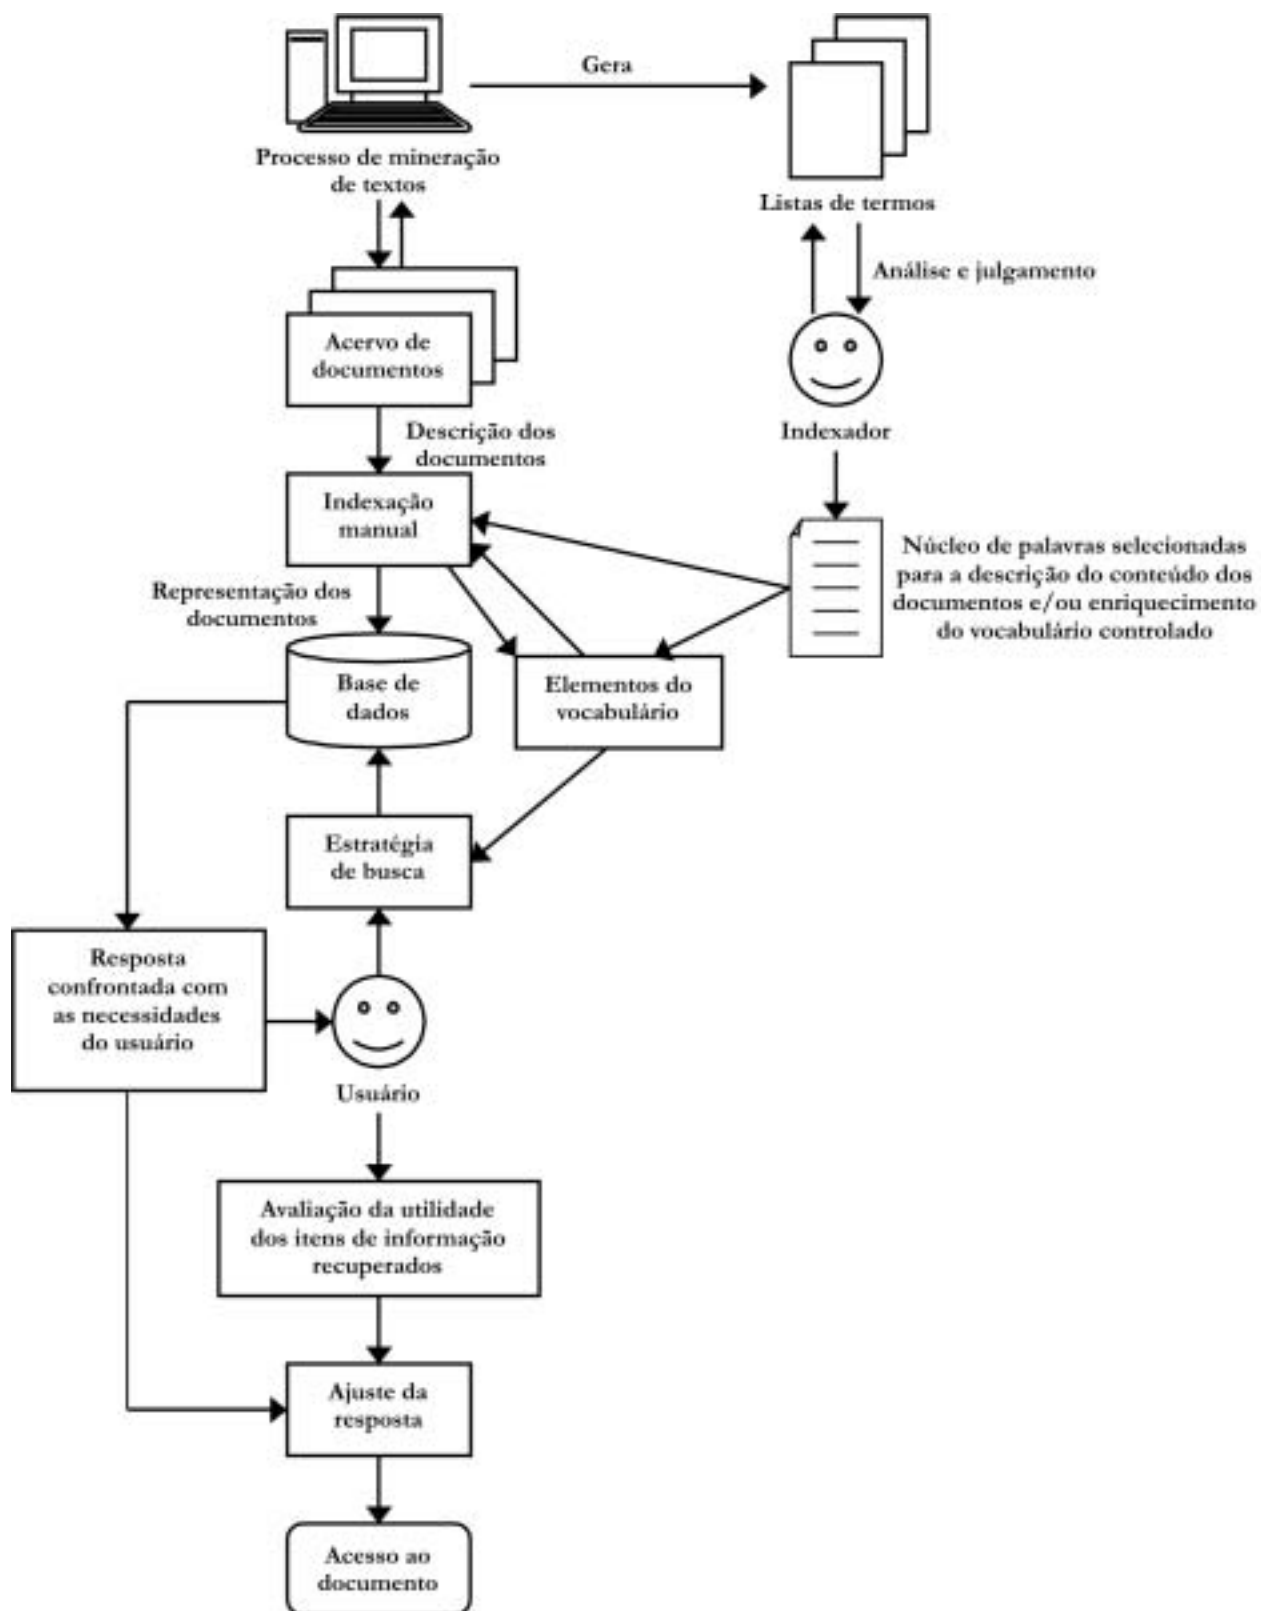 Gera
Processo de mineração
de textos
Listas de termos
Análise e julgamento
Acervo de
documentos
Indexador
Descrição dos
documentos
Indexação
manual
Núcleo de palavras selecionadas
para a descrição do conteúdo dos
documentos e/ou enriquecimento
do vocabulário controlado
Representação dos
documentos
Elementos do
vocabulário
Base de
dados
Estratégia
de busca
Resposta
confrontada com
as necessidades
do usuário
Usuário
Avaliação da utilidade
dos itens de informação
recuperados
Ajuste da
resposta
Acesso ao
documento